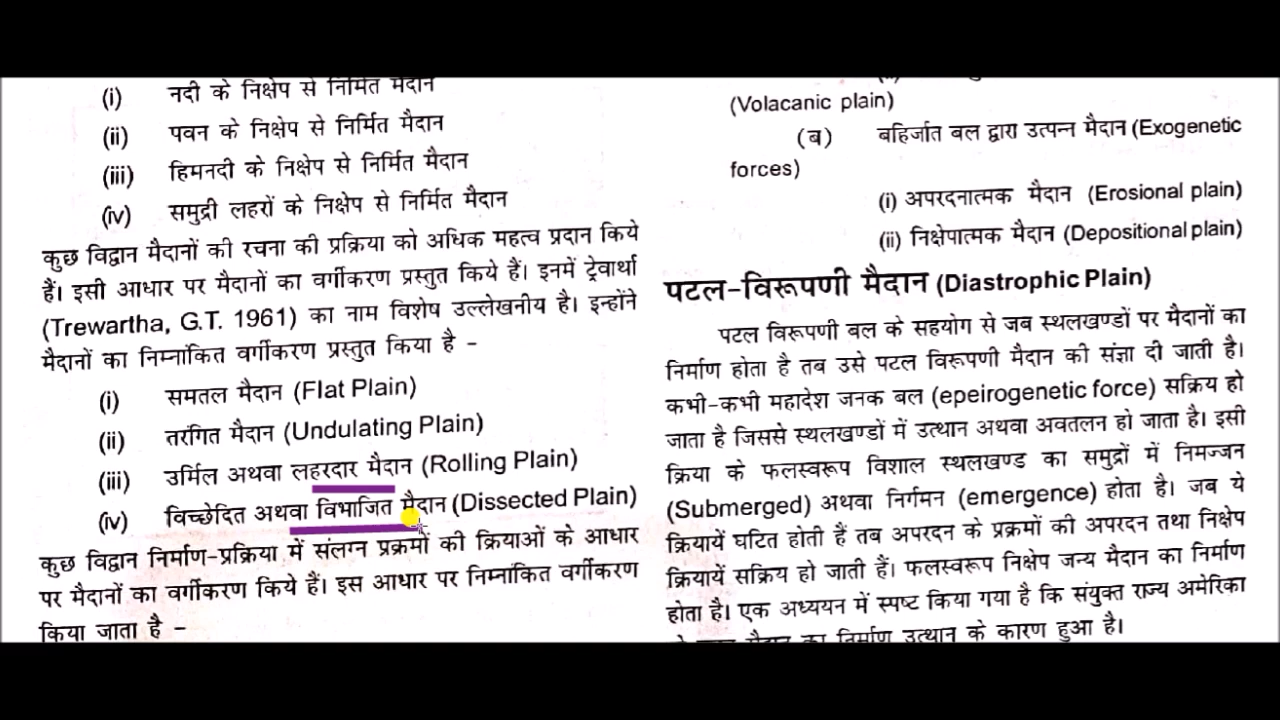 (i) नदी के निक्षेप से निर्मित मैदान
(ii) पवन के निक्षेप से निर्मित मैदान
(iii) हिमनदी के निक्षेप से निर्मित मैदान
(iv) समुद्री लहरों के निक्षेप से निर्मित मैदान
कुछ विद्वान मैदानों की रचना की प्रक्रिया को अधिक महत्व प्रदान किये
हैं। इसी आधार पर मैदानों का वर्गीकरण प्रस्तुत किये हैं। इनमें ट्रेवार्था
(Trewartha, G.T. 1961) का नाम विशेष उल्लेखनीय है। इन्होंने
मैदानों का निम्नांकित वर्गीकरण प्रस्तुत किया है -
(i) समतल मैदान (Flat Plain)
(ii) तरंगित मैदान (Undulating Plain)
(iii) उर्मिल अथवा लहरदार मैदान (Rolling Plain)
(iv) विच्छेदित अथवा विभाजित मैदान (Dissected Plain)
कुछ विद्वान निर्माण-प्रक्रिया में संलग्न प्रक्रमों की क्रियाओं के आधार
पर मैदानों का वर्गीकरण किये हैं। इस आधार पर निम्नांकित वर्गीकरण
किया जाता है -
(Volacanic plain)
(ब) बहिर्जात बल द्वारा उत्पन्न मैदान (Exogenetic
forces)
(i) अपरदनात्मक मैदान (Erosional plain)
(ii) निक्षेपात्मक मैदान (Depositional plain)
पटल-विरूपणी मैदान (Diastrophic Plain)
पटल विरूपणी बल के सहयोग से जब स्थलखण्डों पर मैदानों का
निर्माण होता है तब उसे पटल विरूपणी मैदान की संज्ञा दी जाती है।
कभी-कभी महादेश जनक बल (epeirogenetic force) सक्रिय हो
जाता है जिससे स्थलखण्डों में उत्थान अथवा अवतलन हो जाता है। इसी
क्रिया के फलस्वरूप विशाल स्थलखण्ड का समुद्रों में निमज्जन
(Submerged) अथवा निर्गमन (emergence) होता है। जब ये
क्रियायें घटित होती हैं तब अपरदन के प्रक्रमों की अपरदन तथा निक्षेप
क्रियायें सक्रिय हो जाती हैं। फलस्वरूप निक्षेप जन्य मैदान का निर्माण
होता है। एक अध्ययन में स्पष्ट किया गया है कि संयुक्त राज्य अमेरिका
मैदान का निर्माण उत्थान के कारण हुआ है।